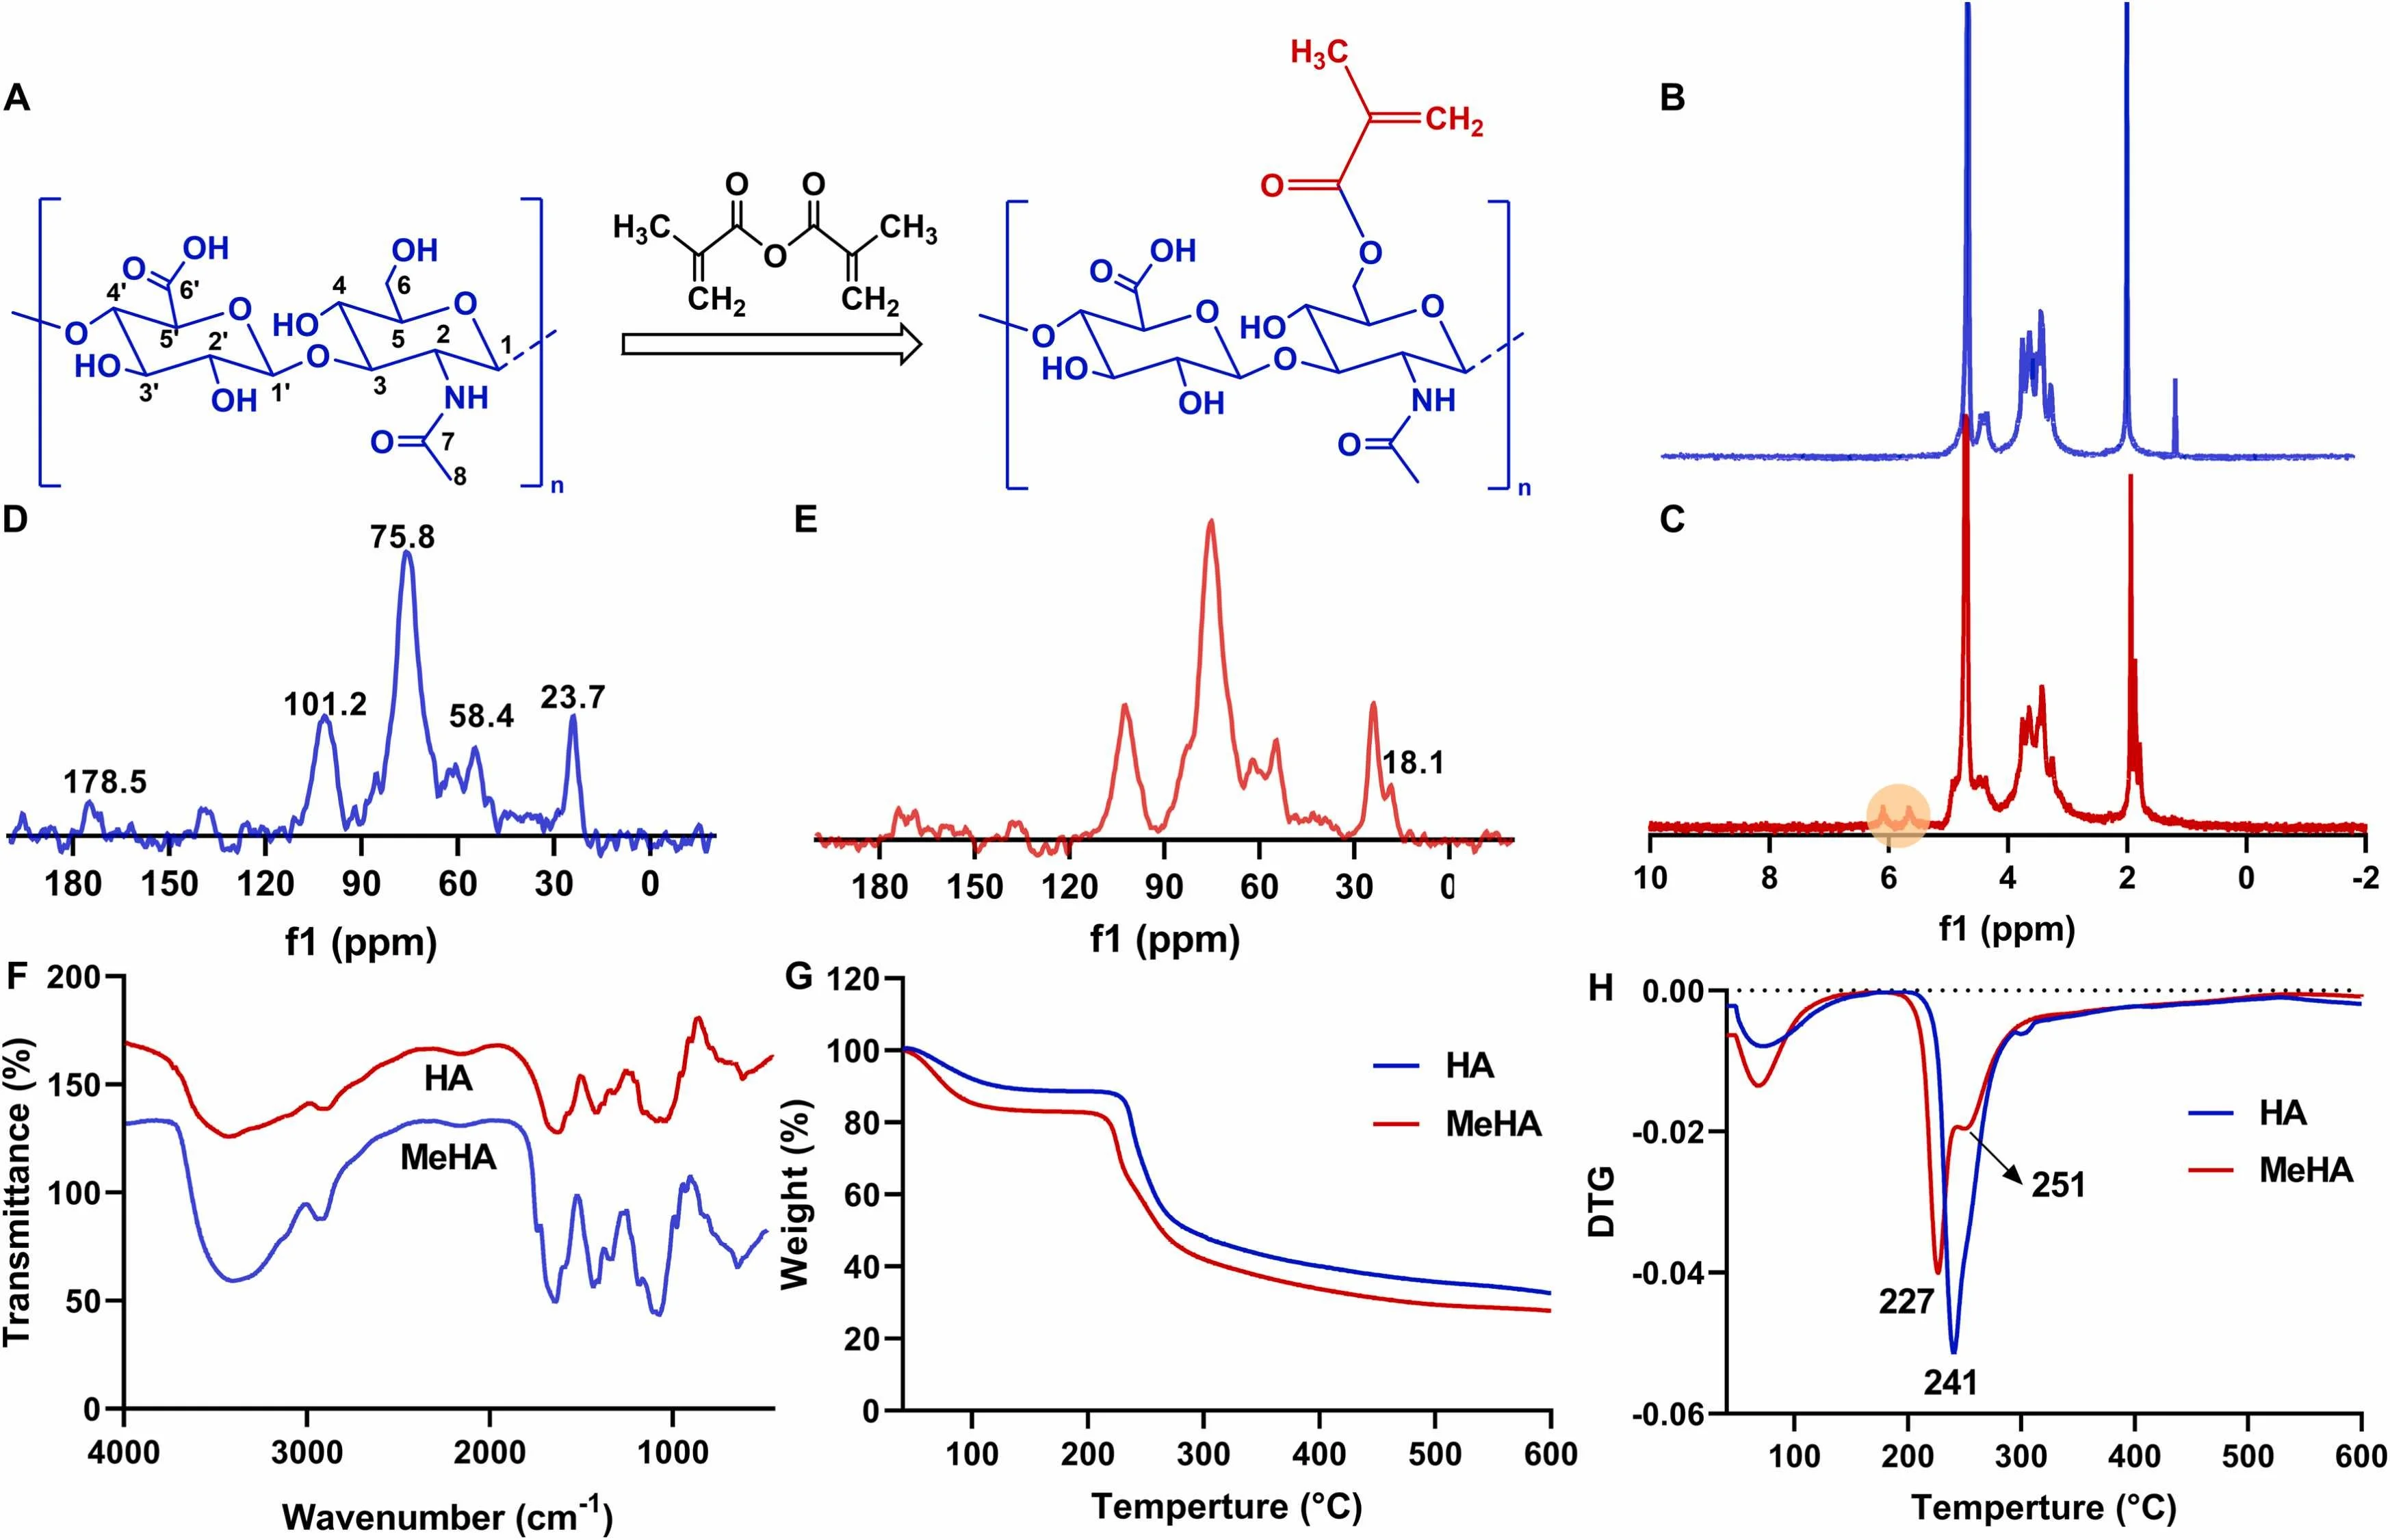 A
H3C
CH2
O
O
O
O
H3C
O
CH3
CH2
CH2
O
OH
6'
4'
5'
O
O
HO
3'
2'
OH
1'
O
OH
4
6
HO
5
O
2
1
3
NH
O
7
8
n
O
OH
O
O
HO
OH
O
HO
O
NH
O
n
B
C
10 8 6 4 2 0 -2
f1 (ppm)
D
178.5
101.2
75.8
58.4
23.7
180 150 120 90 60 30 0
f1 (ppm)
E
18.1
180 150 120 90 60 30 0
f1 (ppm)
F
Transmittance (%)
200
150
100
50
0
HA
MeHA
4000 3000 2000 1000
Wavenumber (cm-1)
G
Weight (%)
120
100
80
60
40
20
0
HA
MeHA
100 200 300 400 500 600
Temperture (°C)
H
DTG
0.00
-0.02
-0.04
-0.06
HA
MeHA
251
227
241
100 200 300 400 500 600
Temperture (°C)